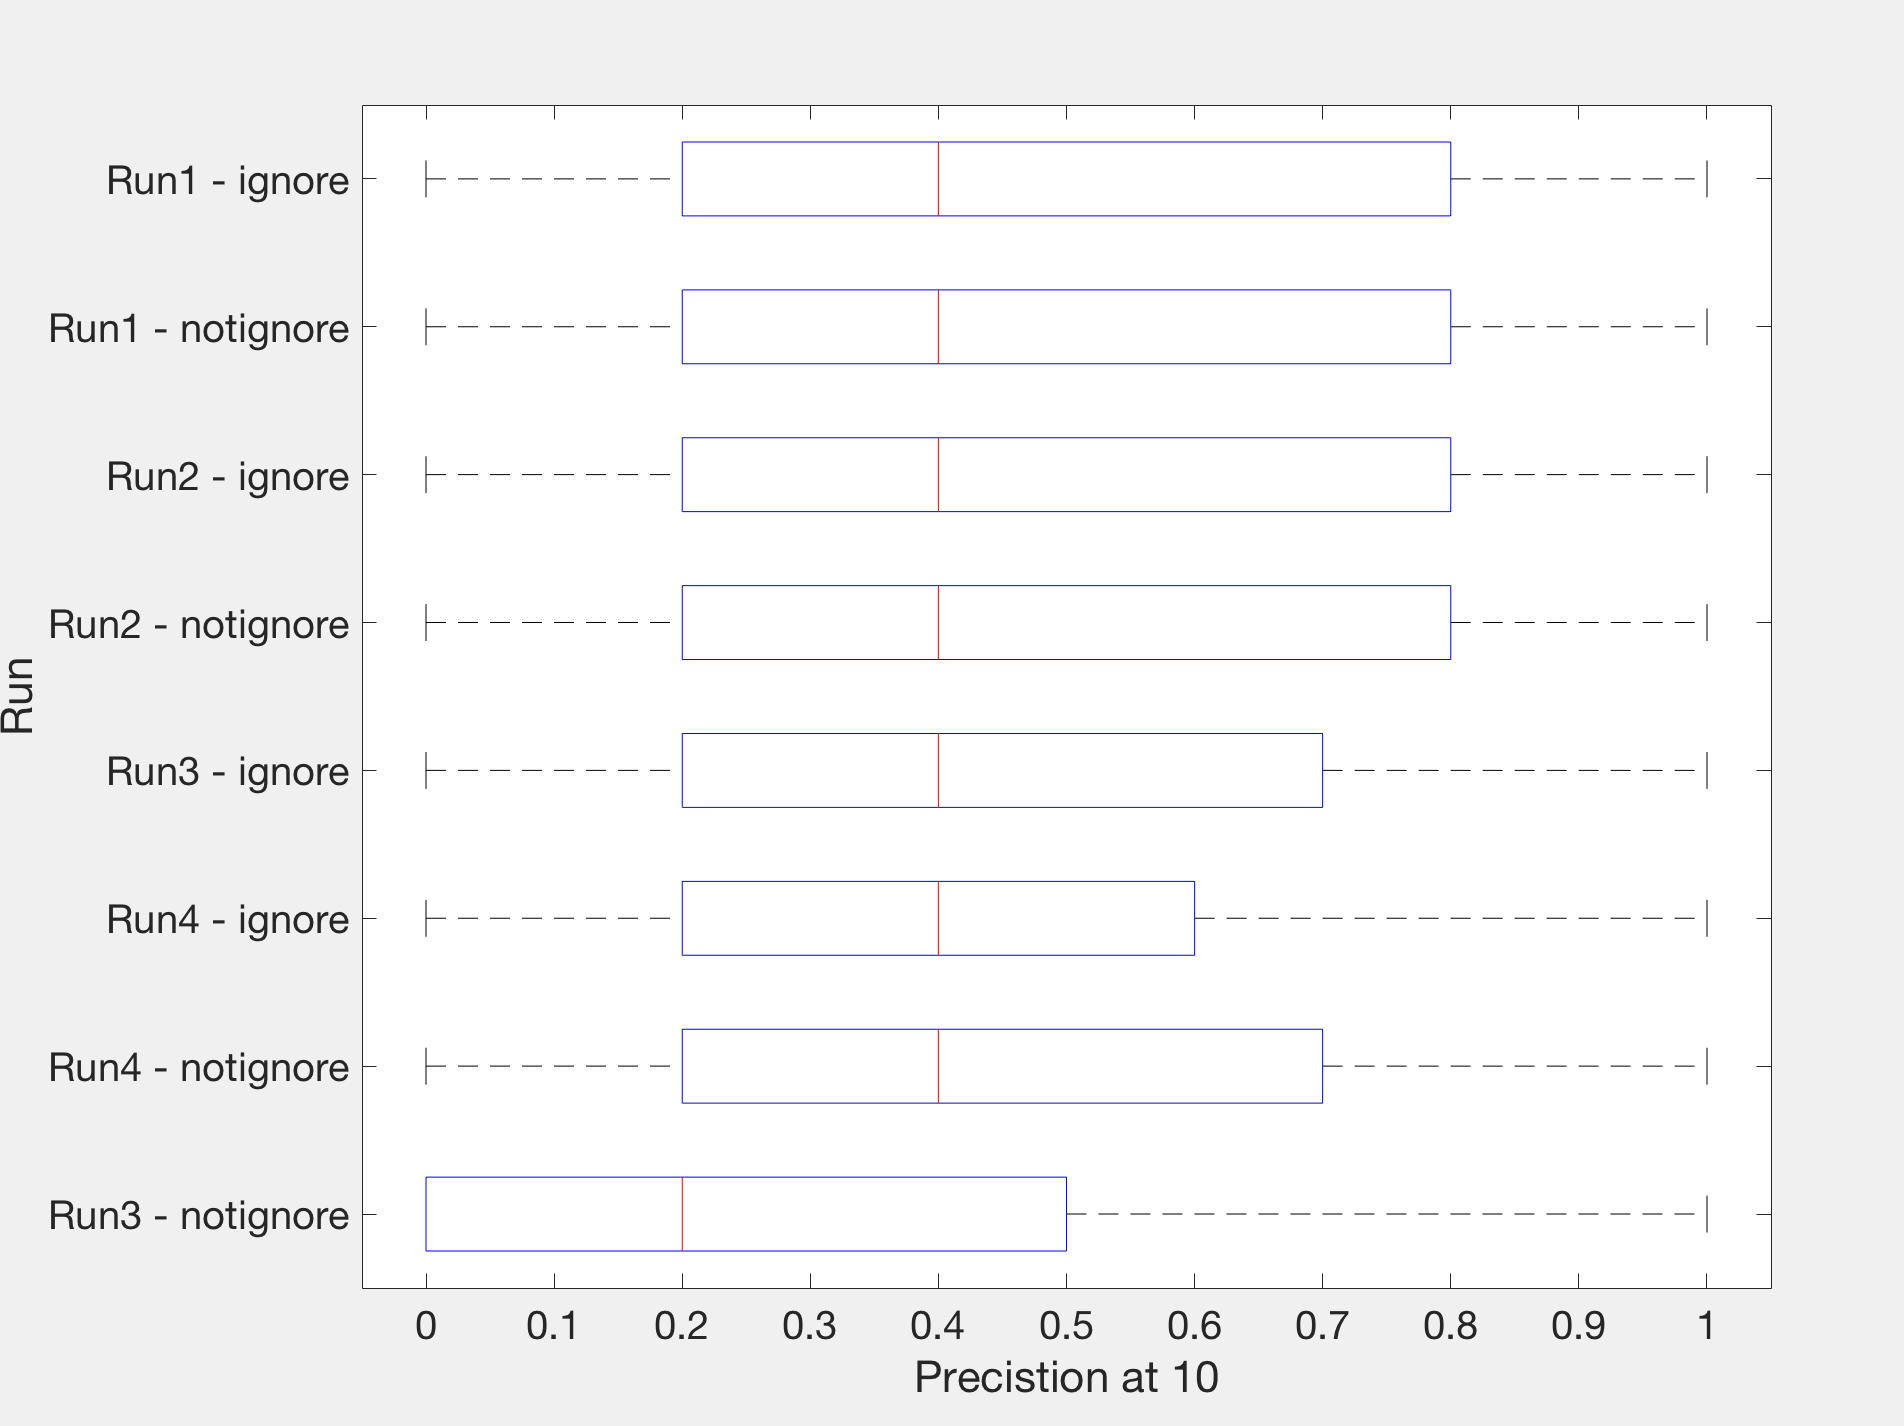 Run1 - ignore
Run1 - notignore
Run2 - ignore
Run2 - notignore
Run
Run3 - ignore
Run4 - ignore
Run4 - notignore
Run3 - notignore
0 0.1 0.2 0.3 0.4 0.5 0.6 0.7 0.8 0.9 1
Precistion at 10